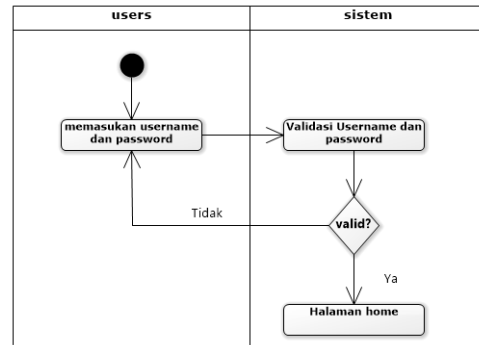 users
sistem
memasukan username
dan password
Validasi Username dan
password
Tidak
valid?
Ya
Halaman home